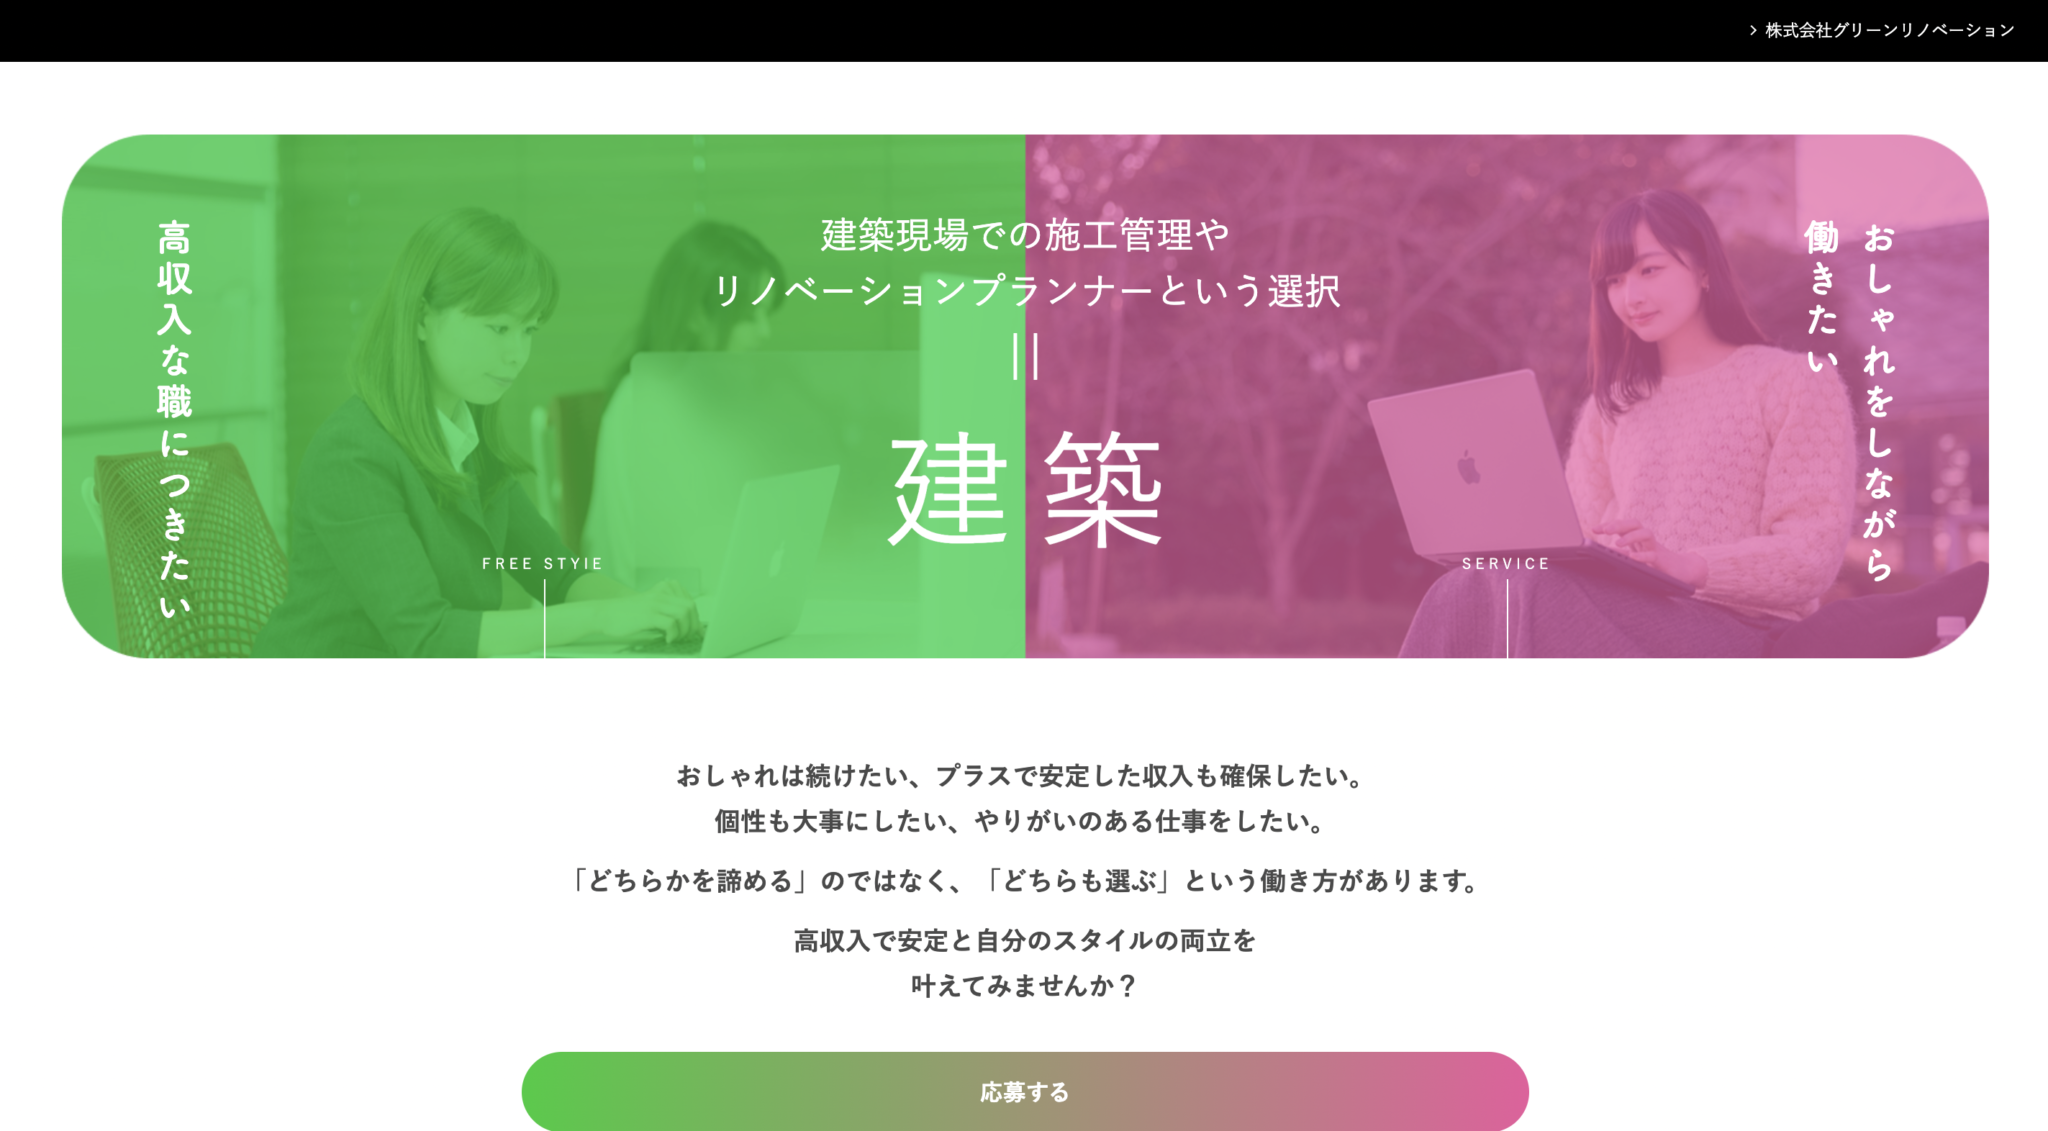 株式会社グリーンリノベーション
高収入な職につきたい
建築現場での施工管理や
リノベーションプランナーという選択
建築
おしゃれをしながら
働きたい
FREE STYIE
SERVICE
おしゃれは続けたい、プラスで安定した収入も確保したい。
個性も大事にしたい、やりがいのある仕事をしたい。
「どちらかを諦める」のではなく、「どちらも選ぶ」という働き方があります。
高収入で安定と自分のスタイルの両立を
叶えてみませんか？
応募する